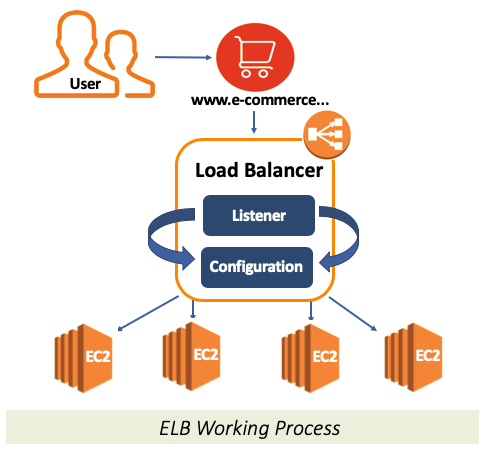 User
www.e-commerce...
Load Balancer
Listener
Configuration
EC2
EC2
EC2
EC2
ELB Working Process